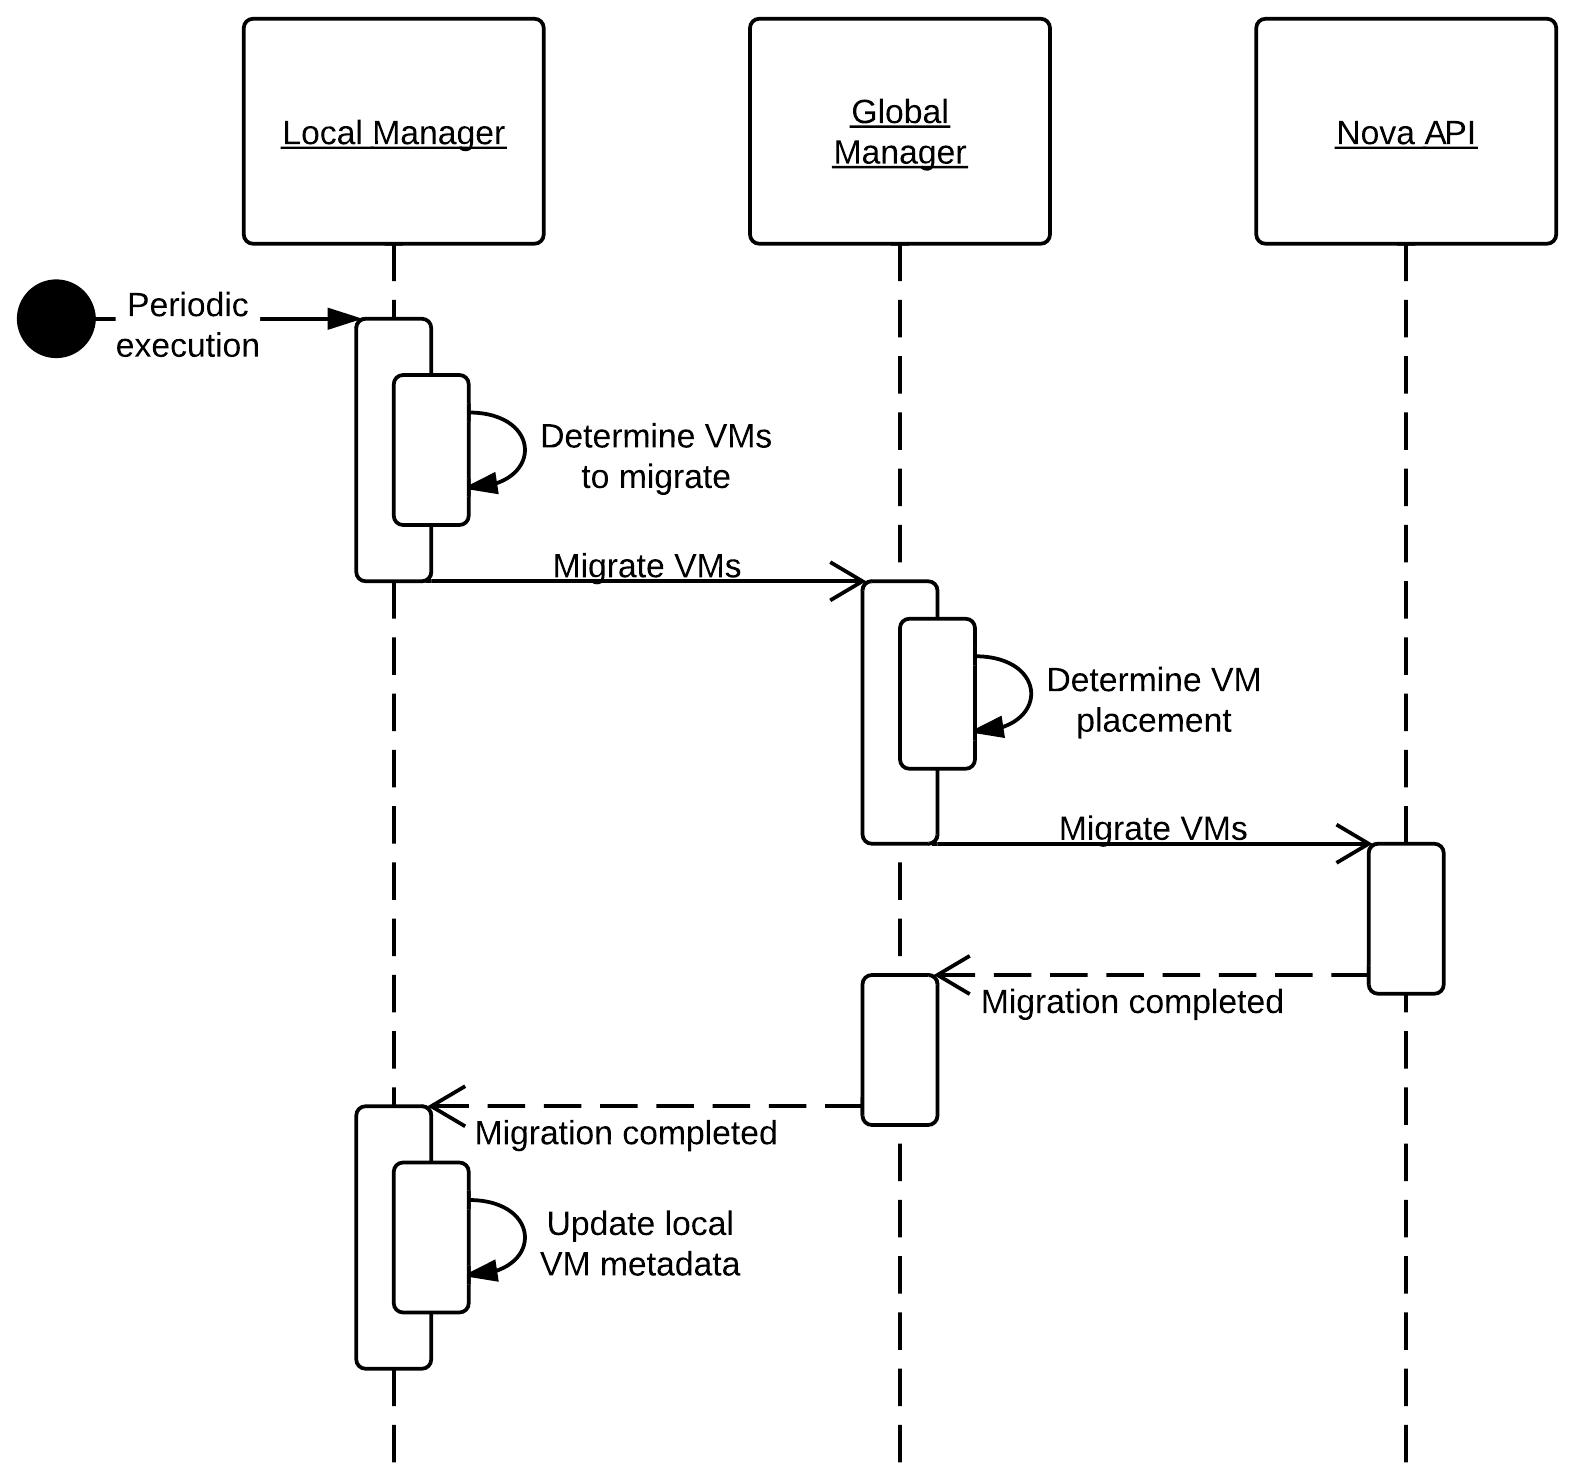 Local Manager
Global
Manager
Nova API
Periodic
execution
Determine VMs
to migrate
Migrate VMs
Determine VM
placement
Migrate VMs
Migration completed
Migration completed
Update local
VM metadata